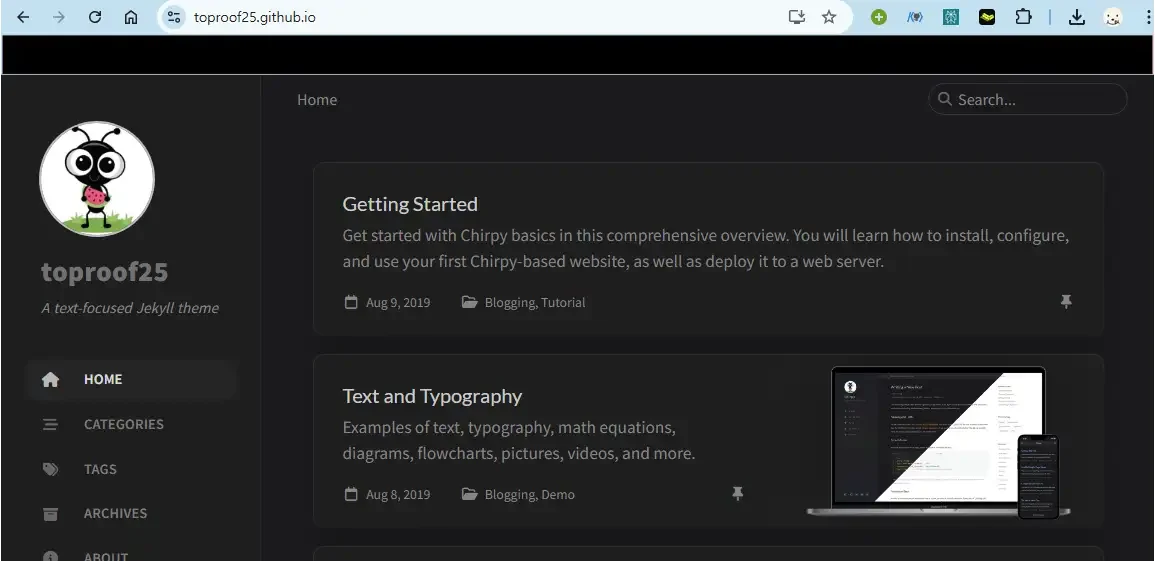 toproof25.github.io
Home
Search...
toproof25
A text-focused Jekyll theme
HOME
CATEGORIES
TAGS
ARCHIVES
ABOUT
Getting Started
Get started with Chirpy basics in this comprehensive overview. You will learn how to install, configure,
and use your first Chirpy-based website, as well as deploy it to a web server.
Aug 9, 2019
Blogging, Tutorial
Text and Typography
Examples of text, typography, math equations,
diagrams, flowcharts, pictures, videos, and more.
Aug 8, 2019
Blogging, Demo